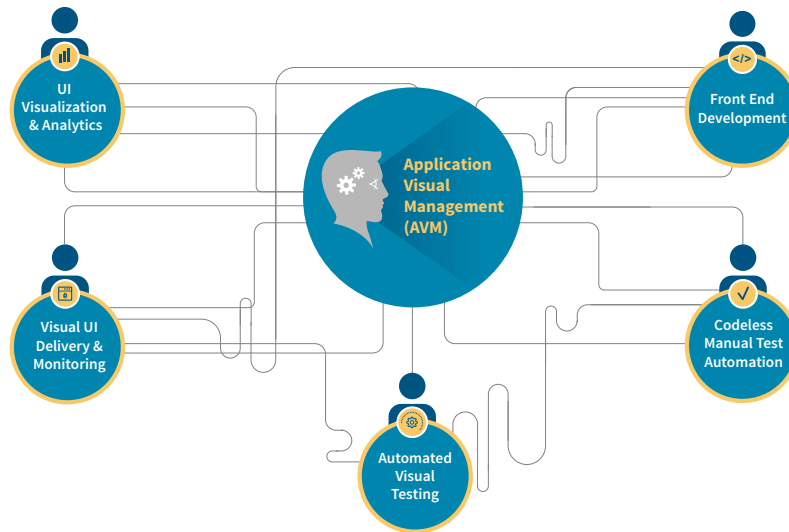 UI
Visualization
& Analytics
</>
Front End
Development
Application
Visual
Management
(AVM)
Visual UI
Delivery &
Monitoring
Codeless
Manual Test
Automation
Automated
Visual
Testing